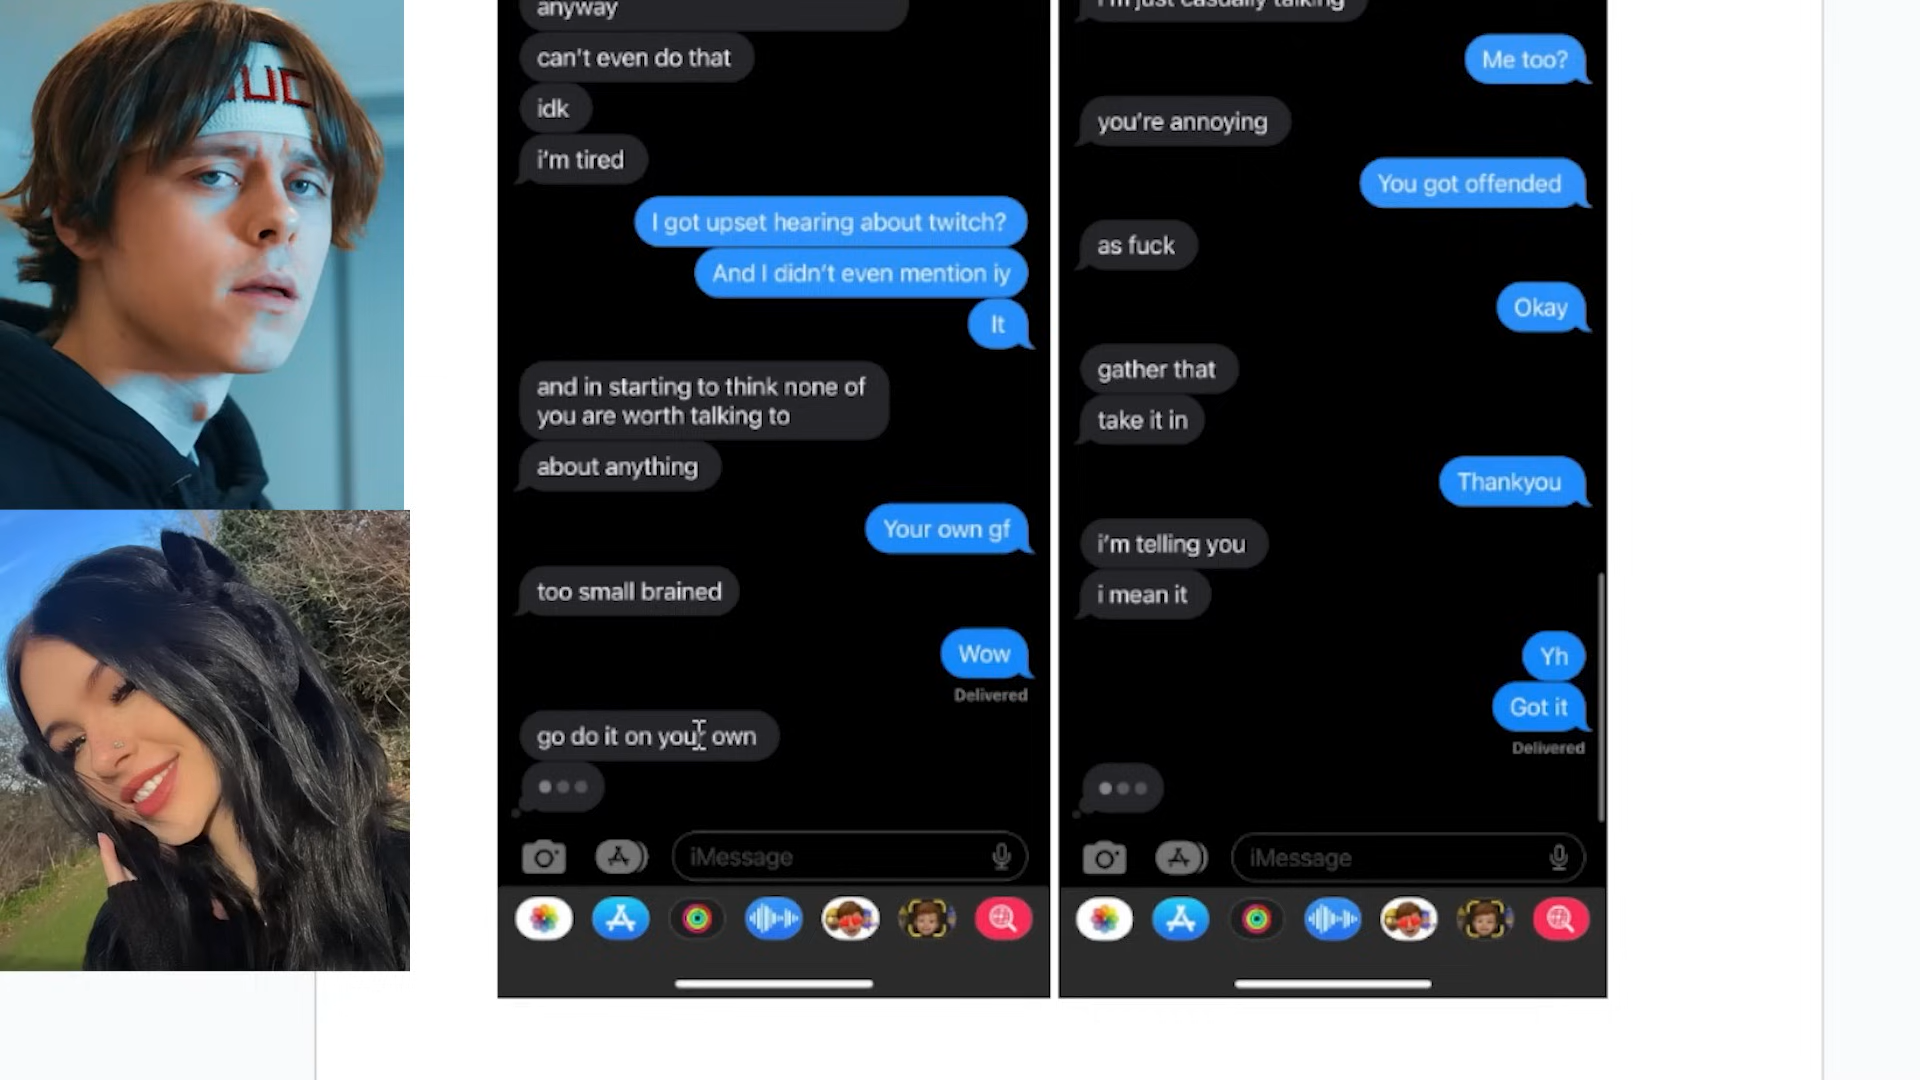 anyway
can't even do that
idk
i'm tired
I got upset hearing about twitch?
And I didn't even mention iy
It
and in starting to think none of
you are worth talking to
about anything
Your own gf
too small brained
Wow
Delivered
go do it on your own
iMessage
i'm just casually talking
Me too?
you're annoying
You got offended
as fuck
Okay
gather that
take it in
Thankyou
i'm telling you
i mean it
Yh
Got it
Delivered
iMessage